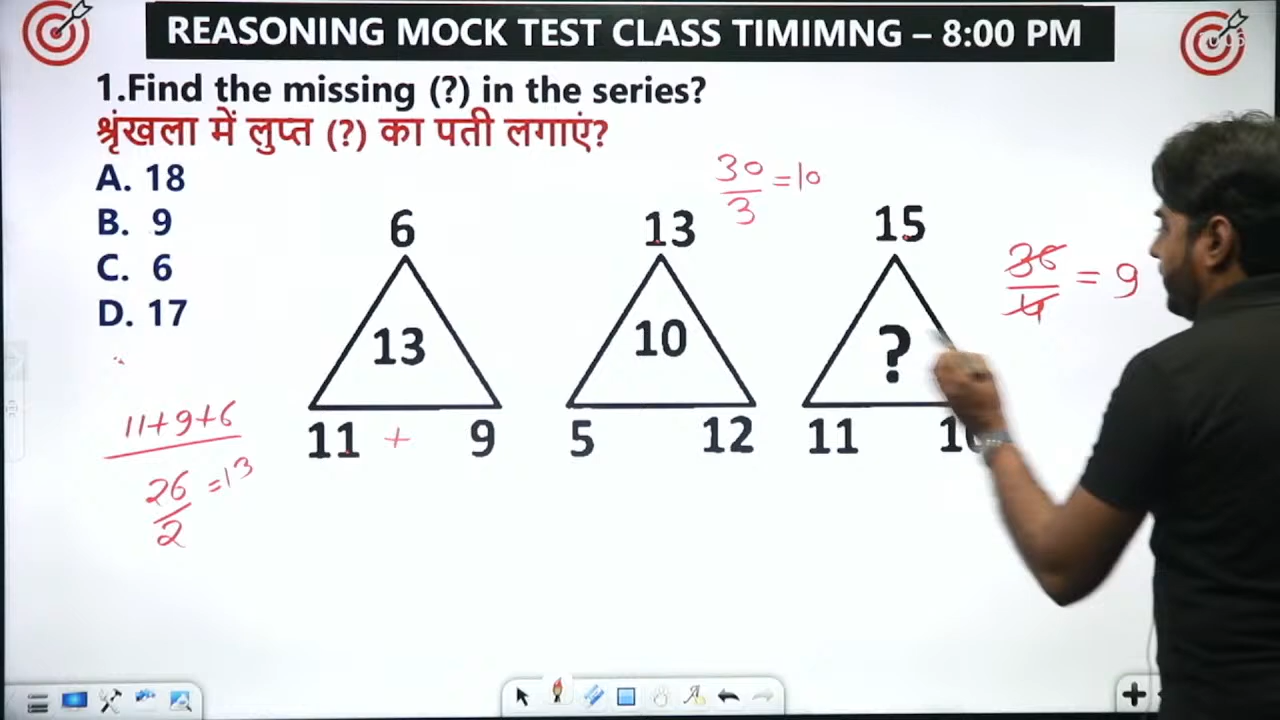 REASONING MOCK TEST CLASS TIMIMNG – 8:00 PM
1.Find the missing (?) in the series?
श्रृंखला में लुप्त (?) का पती लगाएं?
A. 18
B. 9
C. 6
D. 17
6
13
11 + 9
30/3 = 10
13
10
5 12
15
?
11
36/4 = 9
11+9+6
26/2 = 13